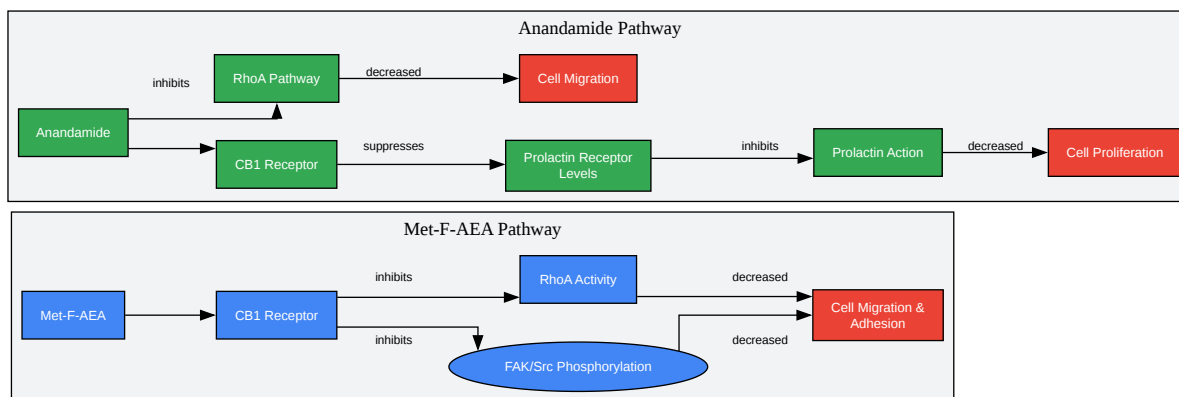 Anandamide Pathway
inhibits
RhoA Pathway
decreased
Cell Migration
Anandamide
CB1 Receptor
suppresses
Prolactin Receptor
Levels
inhibits
Prolactin Action
decreased
Cell Proliferation
Met-F-AEA Pathway
Met-F-AEA
CB1 Receptor
inhibits
RhoA Activity
decreased
inhibits
FAK/Src Phosphorylation
decreased
Cell Migration &
Adhesion